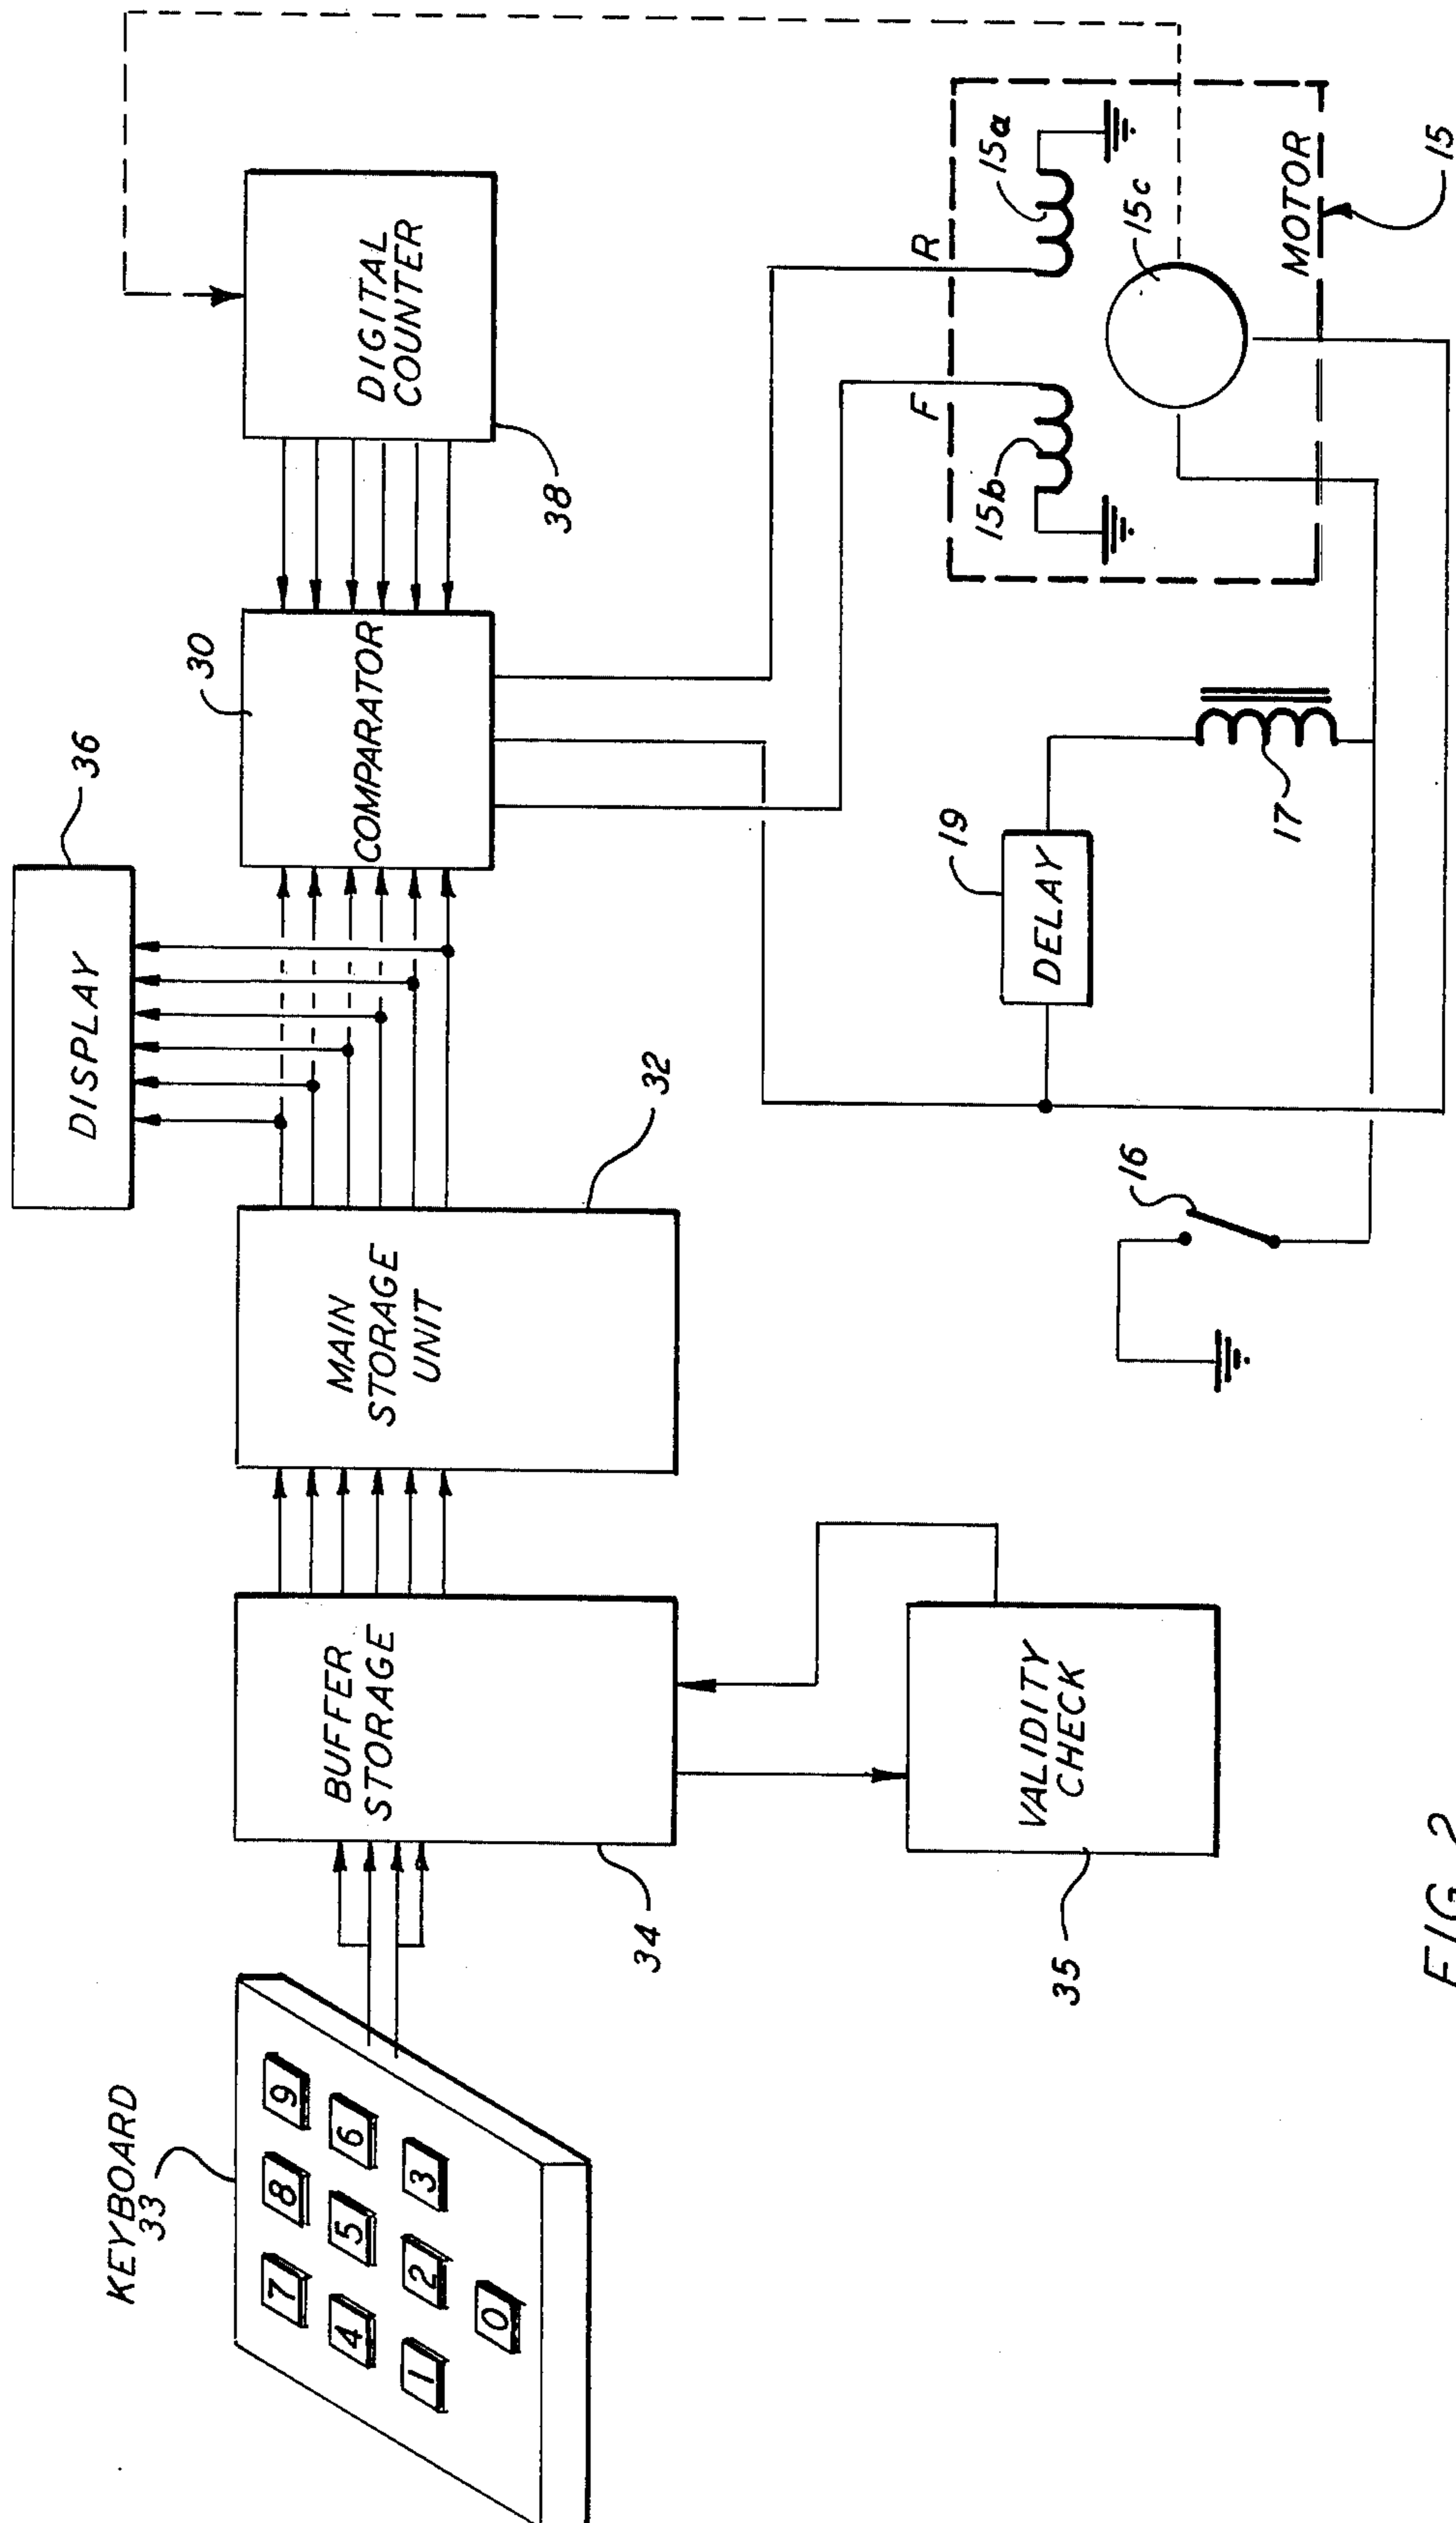 KEYBOARD
33
7
8
9
4
5
6
1
2
3
0
BUFFER
STORAGE
34
VALIDITY
CHECK
35
MAIN
STORAGE
UNIT
32
DISPLAY
36
COMPARATOR
30
DIGITAL
COUNTER
38
F
R
15b
15a
15c
MOTOR
15
DELAY
19
17
16
FIG. 2